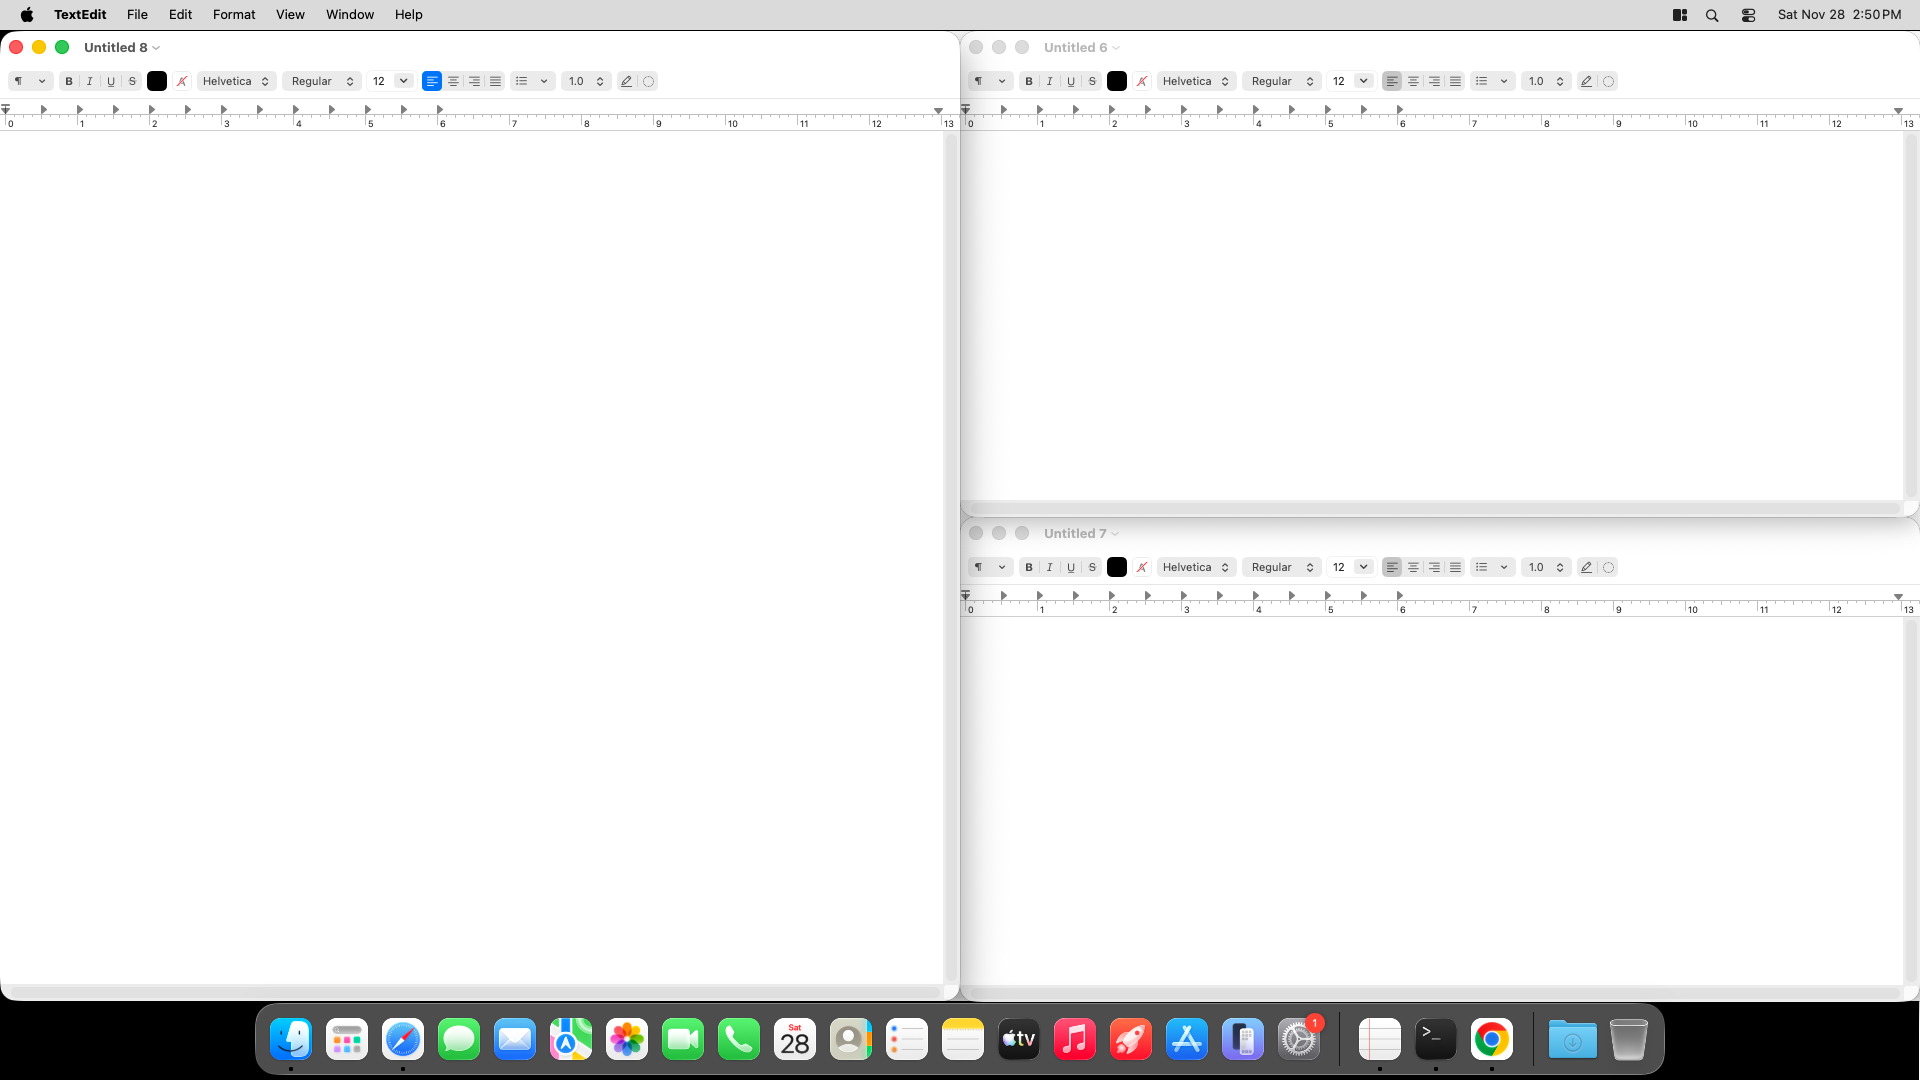 TextEdit File Edit Format View Window Help Sat Nov 28 2:50 PM
Untitled 8
¶ B I U S Helvetica Regular 12 1.0
0 1 2 3 4 5 6 7 8 9 10 11 12 13
Untitled 6
¶ B I U S Helvetica Regular 12 1.0
0 1 2 3 4 5 6 7 8 9 10 11 12 13
Untitled 7
¶ B I U S Helvetica Regular 12 1.0
0 1 2 3 4 5 6 7 8 9 10 11 12 13
Sat
28
tv
1
>_